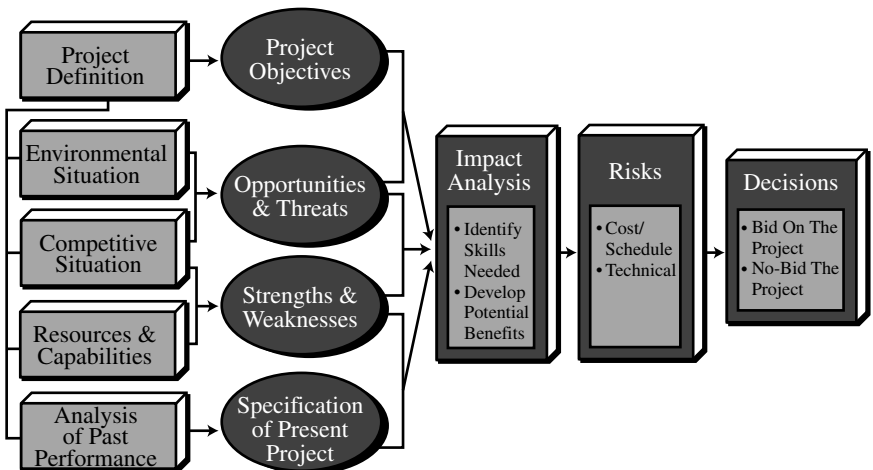 Project
Definition
Project
Objectives
Environmental
Situation
Opportunities
& Threats
Competitive
Situation
Strengths &
Weaknesses
Resources &
Capabilities
Analysis
of Past
Performance
Specification
of Present
Project
Impact
Analysis
• Identify
Skills
Needed
• Develop
Potential
Benefits
Risks
• Cost/
Schedule
• Technical
Decisions
• Bid On The
Project
• No-Bid The
Project